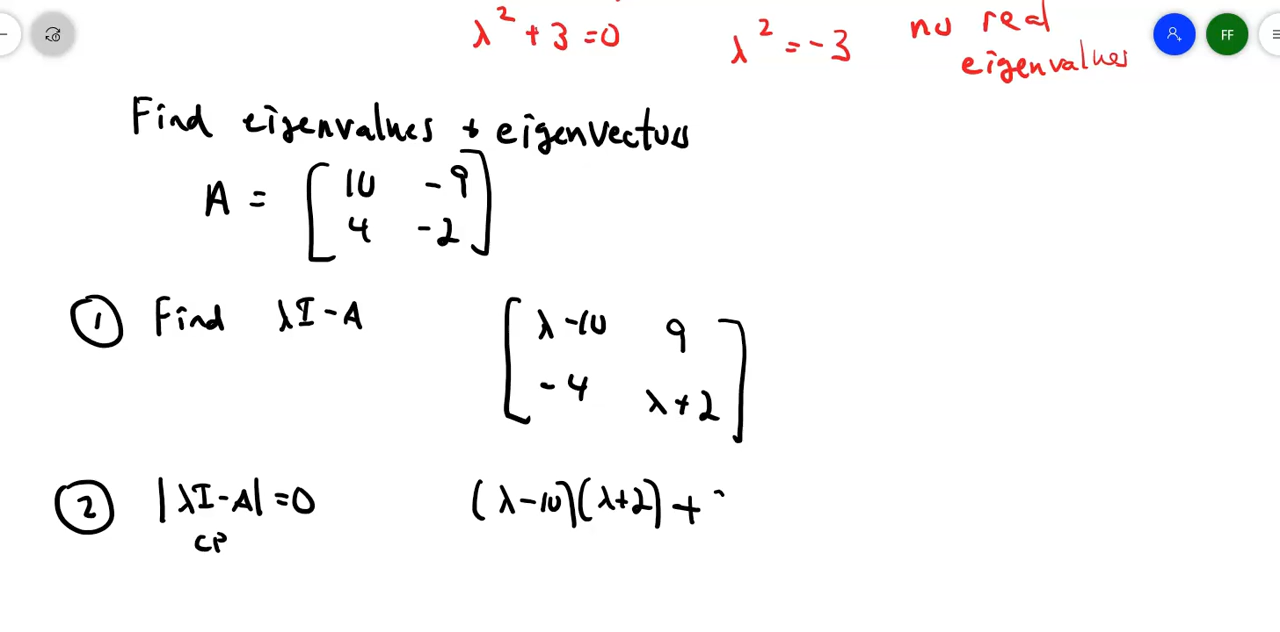 λ² + 3 = 0 λ² = -3 no real eigenvalues
FF
Find eigenvalues + eigenvectors
A = [ 10 -9
4 -2 ]
① Find λI - A [ λ-10 9
-4 λ+2 ]
② |λI - A| = 0 (λ-10)(λ+2) +
CP